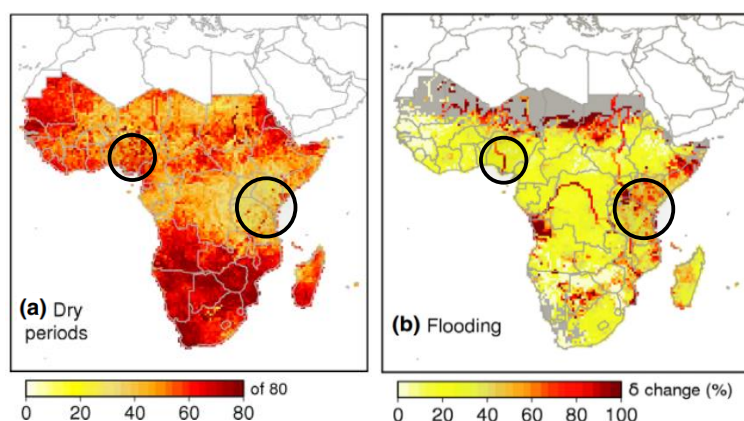 (a) Dry
periods
of 80
0 20 40 60 80
(b) Flooding
δ change (%)
0 20 40 60 80 100